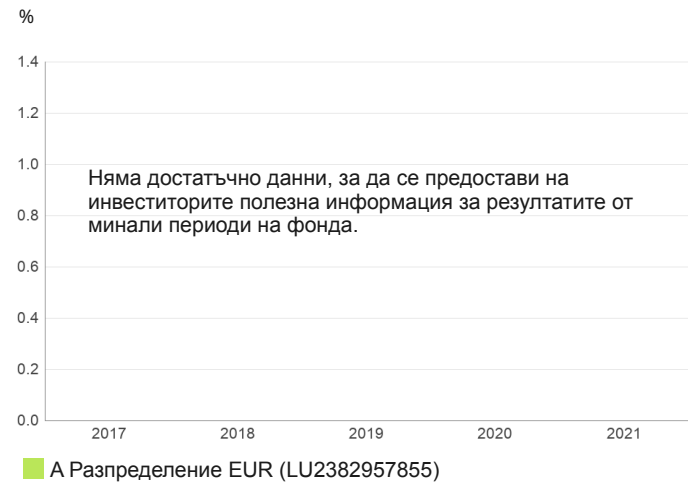 %
1.4
1.2
1.0
Няма достатъчно данни, за да се предостави на
инвеститорите полезна информация за резултатите от
0.8
минали периоди на фонда.
0.6
0.4
0.2
0.0
2017 2018 2019 2020 2021
А Разпределение EUR (LU2382957855)